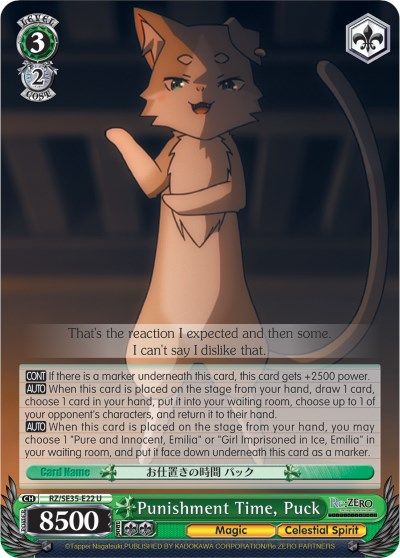 LEVEL
3
2
COST
That's the reaction I expected and then some.
I can't say I dislike that.
CONT If there is a marker underneath this card, this card gets +2500 power.
AUTO When this card is placed on the stage from your hand, draw 1 card,
choose 1 card in your hand, put it into your waiting room, choose up to 1 of
your opponent's characters, and return it to their hand.
AUTO When this card is placed on the stage from your hand, you may
choose 1 "Pure and Innocent, Emilia" or "Girl Imprisoned in Ice, Emilia" in
your waiting room, and put it face down underneath this card as a marker.
Card Name お仕置きの時間 パック
CH RZ/SE35-E22 U
POWER 8500 SOUL Punishment Time, Puck Re:ZERO
Magic Celestial Spirit
©Tappei Nagatsuki,PUBLISHED BY KADOKAWA CORPORATION/Re:ZERO PARTNERS